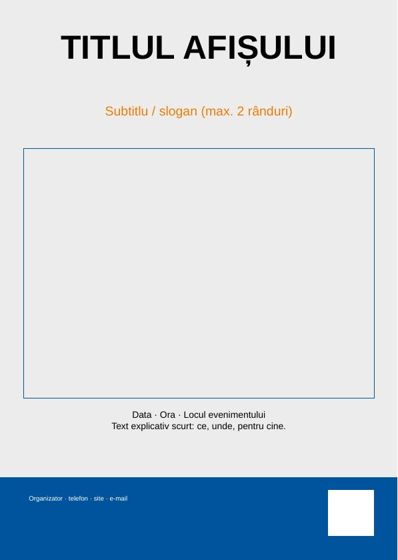 TITLUL AFIȘULUI
Subtitlu / slogan (max. 2 rânduri)
Data · Ora · Locul evenimentului
Text explicativ scurt: ce, unde, pentru cine.
Organizator · telefon · site · e-mail